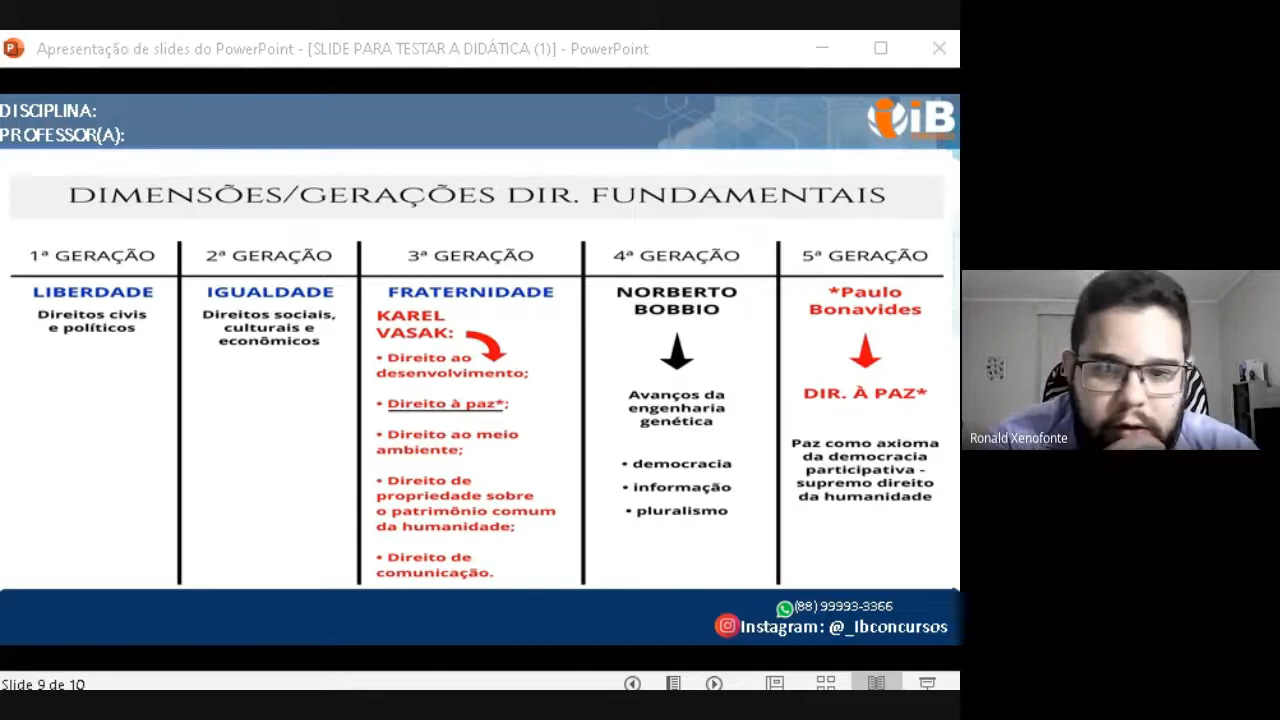 Apresentação de slides do PowerPoint - [SLIDE PARA TESTAR A DIDÁTICA (1)] - PowerPoint
DISCIPLINA:
PROFESSOR(A):
iB
DIMENSÕES/GERAÇÕES DIR. FUNDAMENTAIS
1ª GERAÇÃO
LIBERDADE
Direitos civis
e políticos
2ª GERAÇÃO
IGUALDADE
Direitos sociais,
culturais e
econômicos
3ª GERAÇÃO
FRATERNIDADE
KAREL
VASAK:
• Direito ao
desenvolvimento;
• Direito à paz*;
• Direito ao meio
ambiente;
• Direito de
propriedade sobre
o patrimônio comum
da humanidade;
• Direito de
comunicação.
4ª GERAÇÃO
NORBERTO
BOBBIO
Avanços da
engenharia
genética
• democracia
• informação
• pluralismo
5ª GERAÇÃO
*Paulo
Bonavides
DIR. À PAZ*
Paz como axioma
da democracia
participativa -
supremo direito
da humanidade
Ronald Xenofonte
(88) 99993-3366
Instagram: @_Ibconcursos
Slide 9 de 10